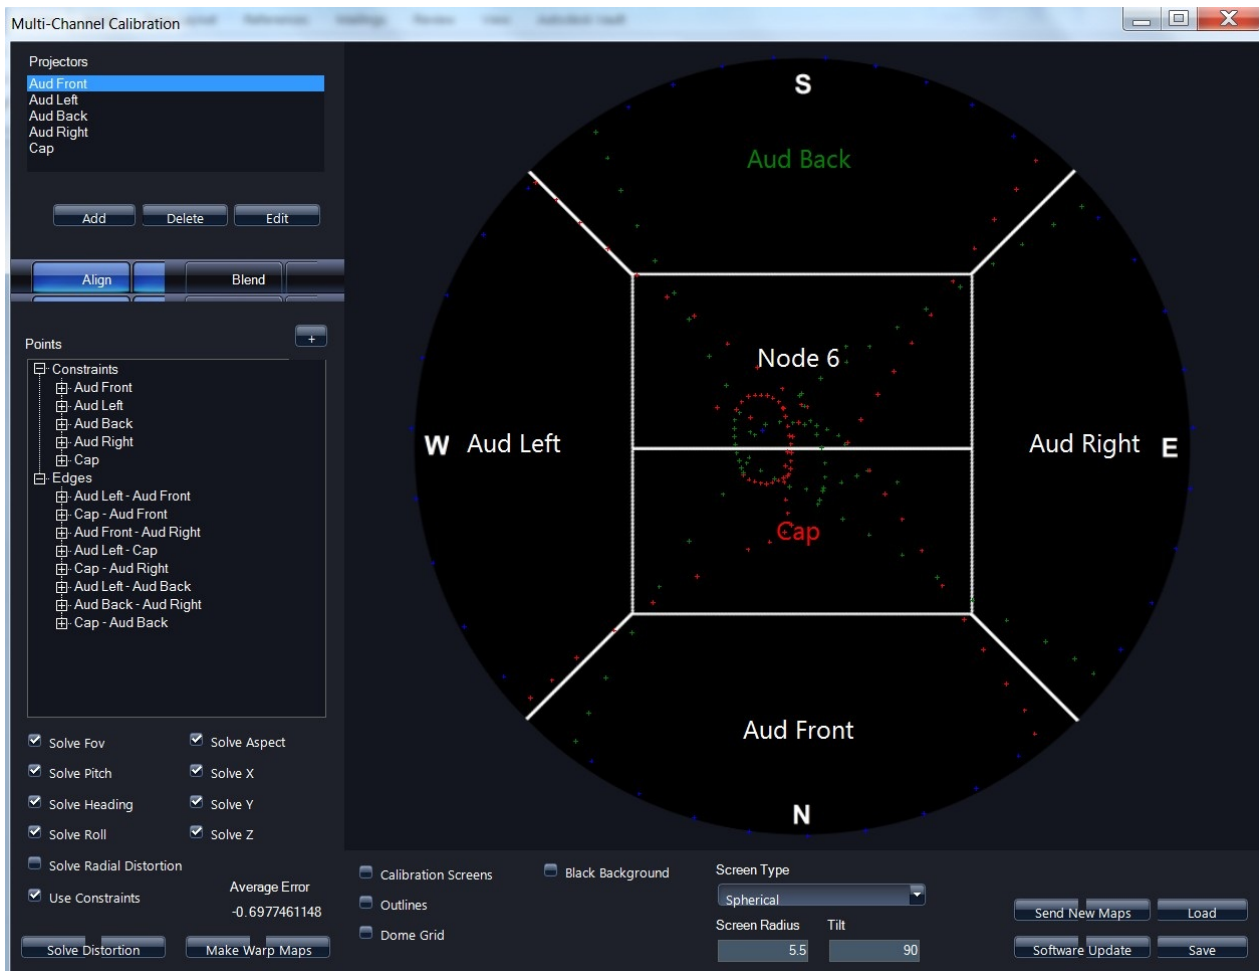 References Mailings Review View Autodesk Vault
Multi-Channel Calibration
Projectors
Aud Front
Aud Left
Aud Back
Aud Right
Cap
Add Delete Edit
Align Blend
Points +
Constraints
Aud Front
Aud Left
Aud Back
Aud Right
Cap
Edges
Aud Left - Aud Front
Cap - Aud Front
Aud Front - Aud Right
Aud Left - Cap
Cap - Aud Right
Aud Left - Aud Back
Aud Back - Aud Right
Cap - Aud Back
Solve Fov Solve Aspect
Solve Pitch Solve X
Solve Heading Solve Y
Solve Roll Solve Z
Solve Radial Distortion
Use Constraints
Average Error
-0.6977461148
Solve Distortion Make Warp Maps
S
Aud Back
Node 6
W Aud Left
Aud Right E
Cap
Aud Front
N
Calibration Screens
Outlines
Dome Grid
Black Background
Screen Type
Spherical
Screen Radius Tilt
5.5 90
Send New Maps Load
Software Update Save